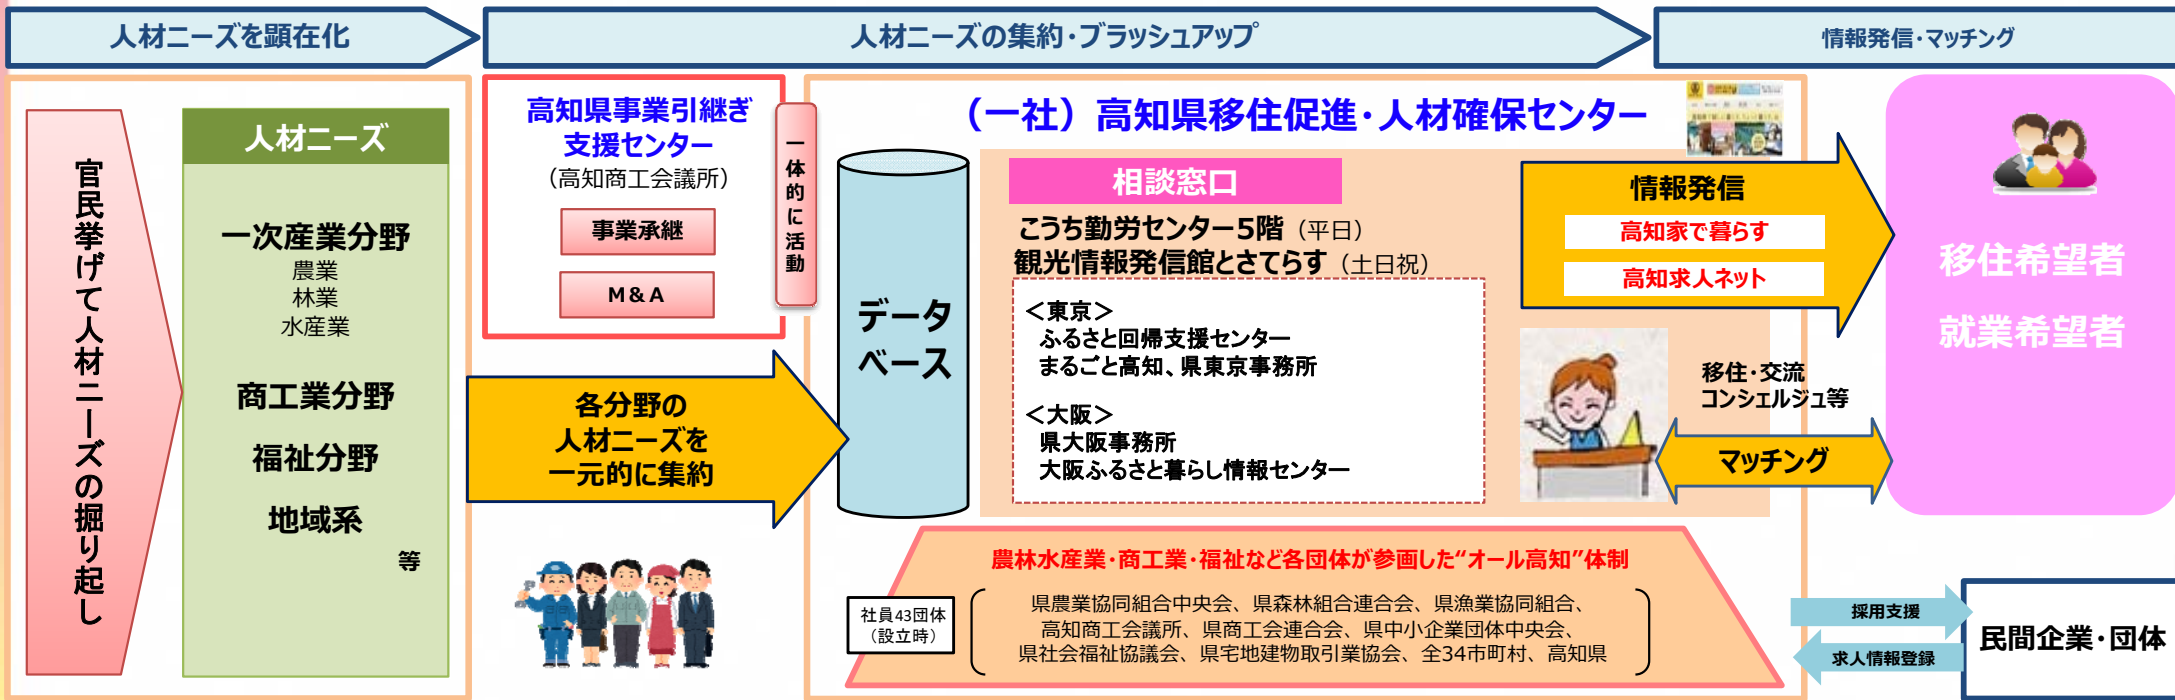 人材ニーズを顕在化
人材ニーズの集約・ブラッシュアップ
情報発信・マッチング
官民挙げて人材ニーズの掘り起し
人材ニーズ
一次産業分野
農業
林業
水産業
商工業分野
福祉分野
地域系
等
高知県事業引継ぎ
支援センター
（高知商工会議所）
事業承継
M＆A
一体的に活動
各分野の
人材ニーズを
一元的に集約
（一社）高知県移住促進・人材確保センター
データ
ベース
相談窓口
こうち勤労センター5階（平日）
観光情報発信館とさてらす（土日祝）
＜東京＞
ふるさと回帰支援センター
まるごと高知、県東京事務所
＜大阪＞
県大阪事務所
大阪ふるさと暮らし情報センター
情報発信
高知家で暮らす
高知求人ネット
移住・交流
コンシェルジュ等
マッチング
移住希望者
就業希望者
農林水産業・商工業・福祉など各団体が参画した“オール高知”体制
社員43団体
（設立時）
県農業協同組合中央会、県森林組合連合会、県漁業協同組合、
高知商工会議所、県商工会連合会、県中小企業団体中央会、
県社会福祉協議会、県宅地建物取引業協会、全34市町村、高知県
採用支援
求人情報登録
民間企業・団体